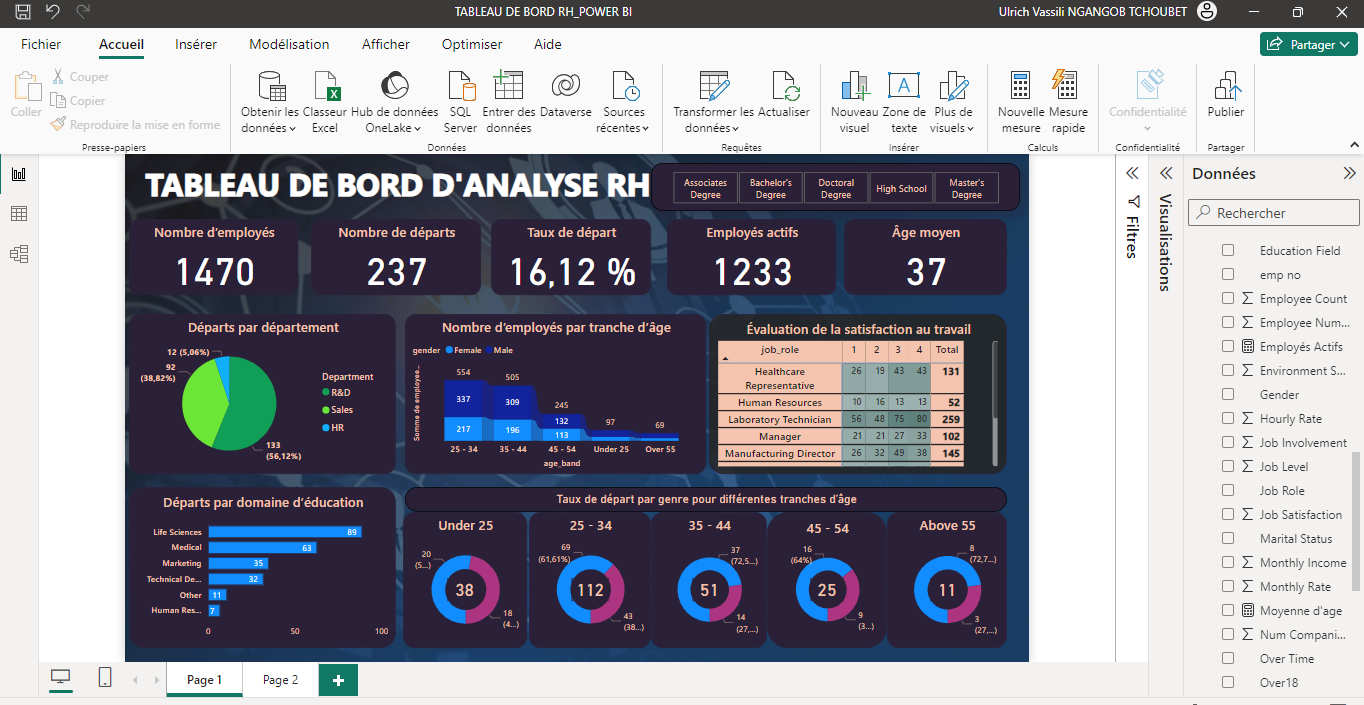 TABLEAU DE BORD RH_POWER BI
Ulrich Vassili NGANGOB TCHOUBET
Fichier
Accueil
Insérer
Modélisation
Afficher
Optimiser
Aide
Partager
Coller
Couper
Copier
Reproduire la mise en forme
Obtenir les données
Classeur Excel
Hub de données OneLake
SQL Server
Entrer des données
Dataverse
Sources récentes
Transformer les données
Actualiser
Nouveau visuel
Zone de texte
Plus de visuels
Nouvelle mesure
Mesure rapide
Confidentialité
Publier
Presse-papiers
Données
Requêtes
Insérer
Calculs
Confidentialité
Partager
TABLEAU DE BORD D'ANALYSE RH
Associates Degree
Bachelor's Degree
Doctoral Degree
High School
Master's Degree
Nombre d'employés
1470
Nombre de départs
237
Taux de départ
16,12 %
Employés actifs
1233
Âge moyen
37
Départs par département
12 (5,06%)
92
(38,82%)
133
(56,12%)
Department
R&D
Sales
HR
Nombre d'employés par tranche d'âge
gender Female Male
Somme de employee...
554
505
245
97
69
337
309
132
217
196
113
25 - 34
35 - 44
45 - 54
Under 25
Over 55
age_band
Évaluation de la satisfaction au travail
job_role 1 2 3 4 Total
Healthcare Representative 26 19 43 43 131
Human Resources 10 16 13 13 52
Laboratory Technician 56 48 75 80 259
Manager 21 21 27 33 102
Manufacturing Director 26 32 49 38 145
Départs par domaine d'éducation
Life Sciences 89
Medical 63
Marketing 35
Technical De... 32
Other 11
Human Res... 7
0 50 100
Taux de départ par genre pour différentes tranches d'âge
Under 25
20
(5...)
38
18
(4...)
25 - 34
69
(61,61%)
112
43
(38...)
35 - 44
37
(72,5...)
51
14
(27,...)
45 - 54
16
(64%)
25
9
(3...)
Above 55
8
(72,7...)
11
3
(27,...)
Filtres
Visualisations
Données
Rechercher
Education Field
emp no
Employee Count
Employee Num...
Employés Actifs
Environment S...
Gender
Hourly Rate
Job Involvement
Job Level
Job Role
Job Satisfaction
Marital Status
Monthly Income
Monthly Rate
Moyenne d'age
Num Compani...
Over Time
Over18
Page 1
Page 2